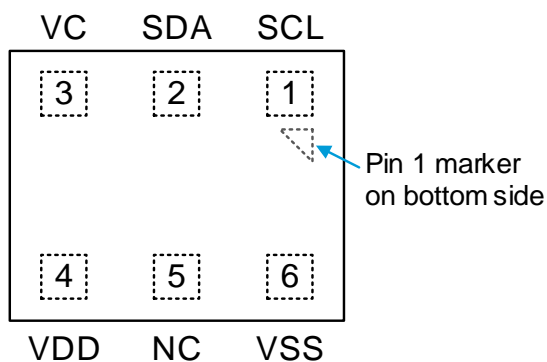 VC SDA SCL
3 2 1
Pin 1 marker
on bottom side
4 5 6
VDD NC VSS